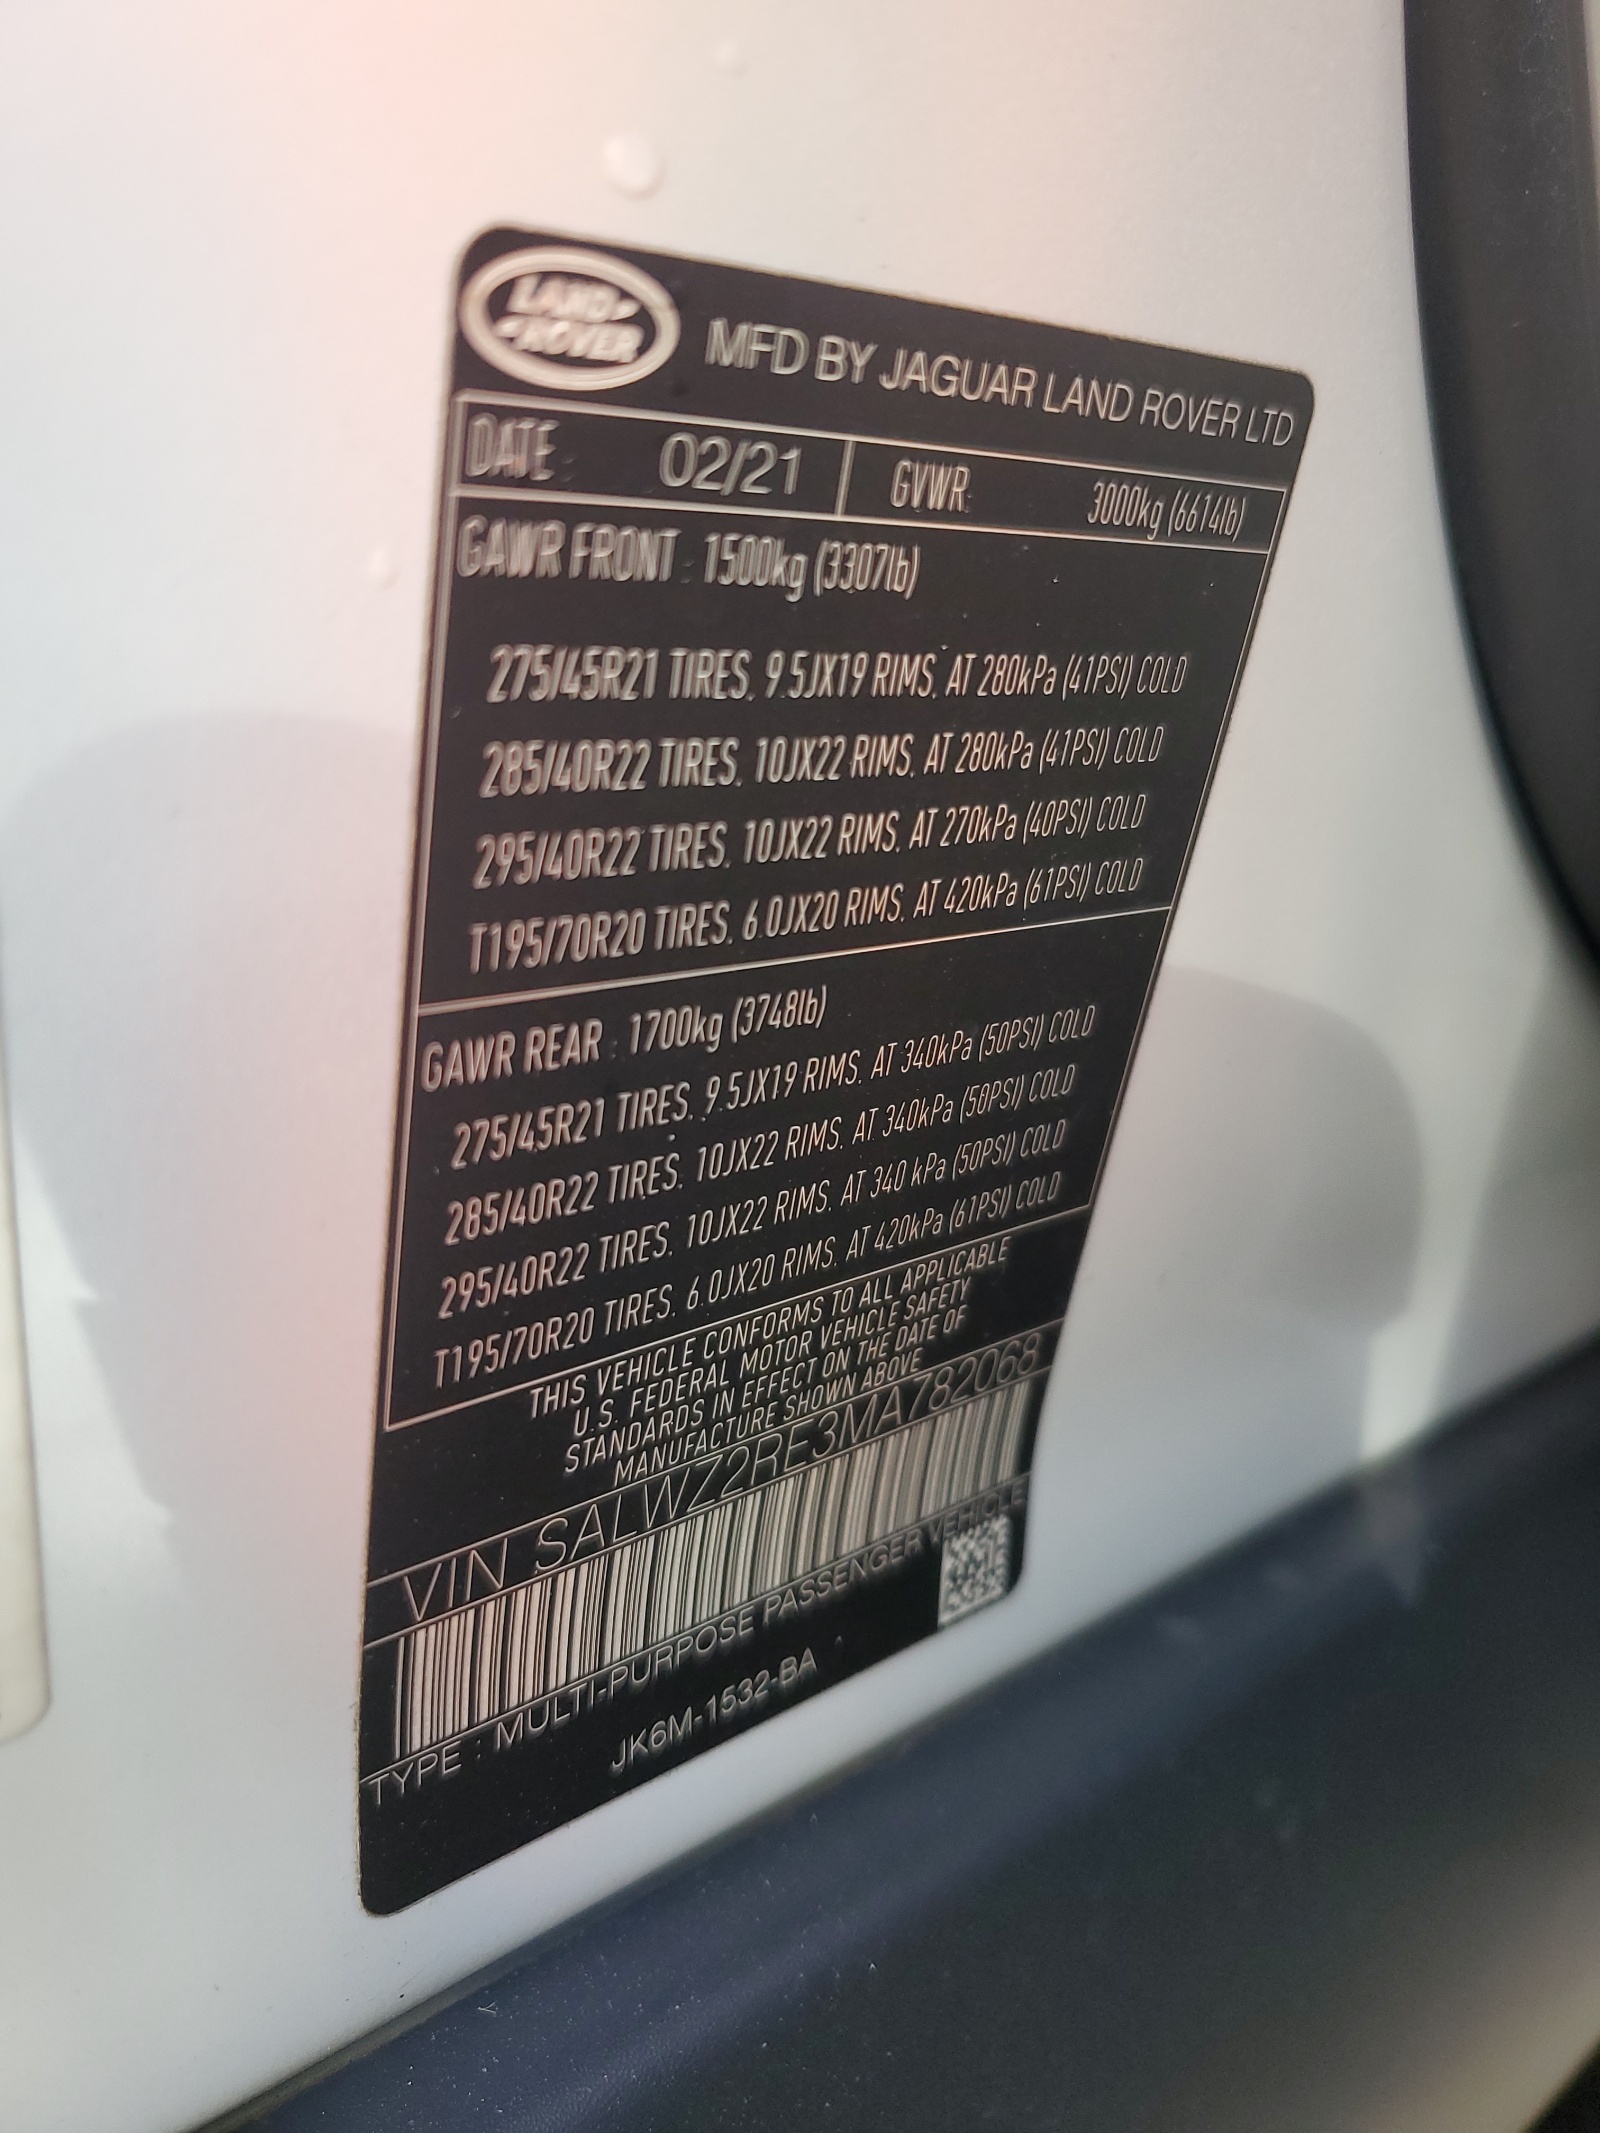 LAND
ROVER
MFD BY JAGUAR LAND ROVER LTD
DATE : 02/21 GVWR: 3000kg (6614lb)
GAWR FRONT : 1500kg (3307lb)
275/45R21 TIRES, 9.5JX19 RIMS, AT 280kPa (41PSI) COLD
285/40R22 TIRES, 10JX22 RIMS, AT 280kPa (41PSI) COLD
295/40R22 TIRES, 10JX22 RIMS, AT 270kPa (40PSI) COLD
T195/70R20 TIRES, 6.0JX20 RIMS, AT 420kPa (61PSI) COLD
GAWR REAR : 1700kg (3748lb)
275/45R21 TIRES, 9.5JX19 RIMS, AT 340kPa (50PSI) COLD
285/40R22 TIRES, 10JX22 RIMS, AT 340kPa (50PSI) COLD
295/40R22 TIRES, 10JX22 RIMS, AT 340 kPa (50PSI) COLD
T195/70R20 TIRES, 6.0JX20 RIMS, AT 420kPa (61PSI) COLD
THIS VEHICLE CONFORMS TO ALL APPLICABLE
U.S. FEDERAL MOTOR VEHICLE SAFETY
STANDARDS IN EFFECT ON THE DATE OF
MANUFACTURE SHOWN ABOVE
VIN SALWZ2RE3MA782068
TYPE : MULTI-PURPOSE PASSENGER VEHICLE
JK6M-1532-BA